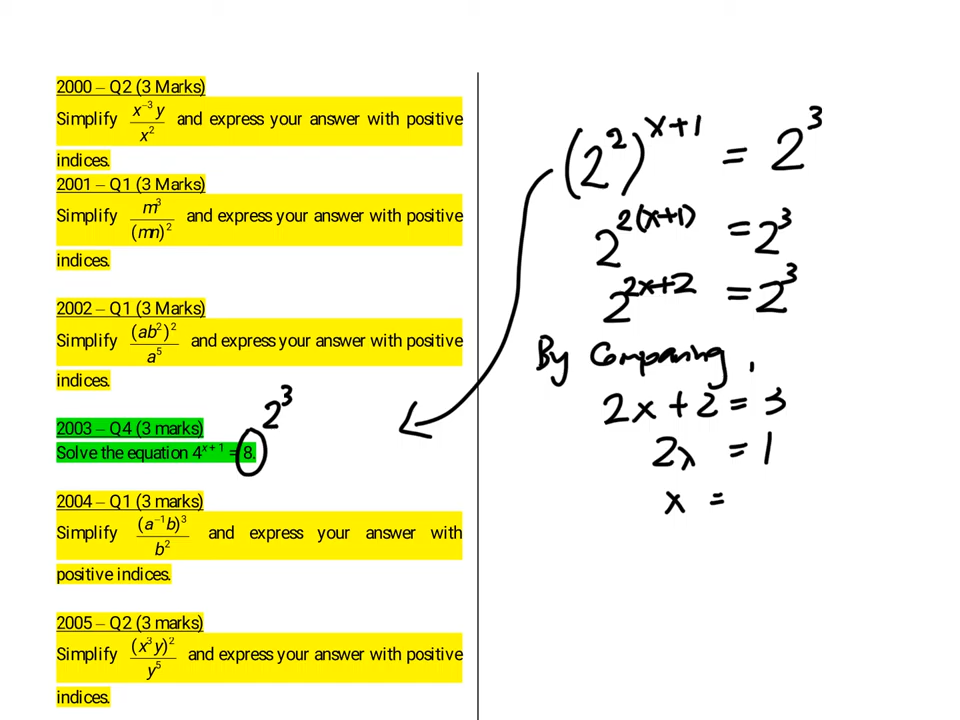 2000 – Q2 (3 Marks)
Simplify x⁻³y / x² and express your answer with positive
indices.
2001 – Q1 (3 Marks)
Simplify m³ / (mn)² and express your answer with positive
indices.
2002 – Q1 (3 Marks)
Simplify (ab²)² / a⁵ and express your answer with positive
indices.
2³
2003 – Q4 (3 marks)
Solve the equation 4ˣ⁺¹ = 8.
2004 – Q1 (3 marks)
Simplify (a⁻¹b)³ / b² and express your answer with
positive indices.
2005 – Q2 (3 marks)
Simplify (x³y)² / y⁵ and express your answer with positive
indices.
(2²)ˣ⁺¹ = 2³
2²⁽ˣ⁺¹⁾ = 2³
2²ˣ⁺² = 2³
By Comparing,
2x + 2 = 3
2x = 1
x =